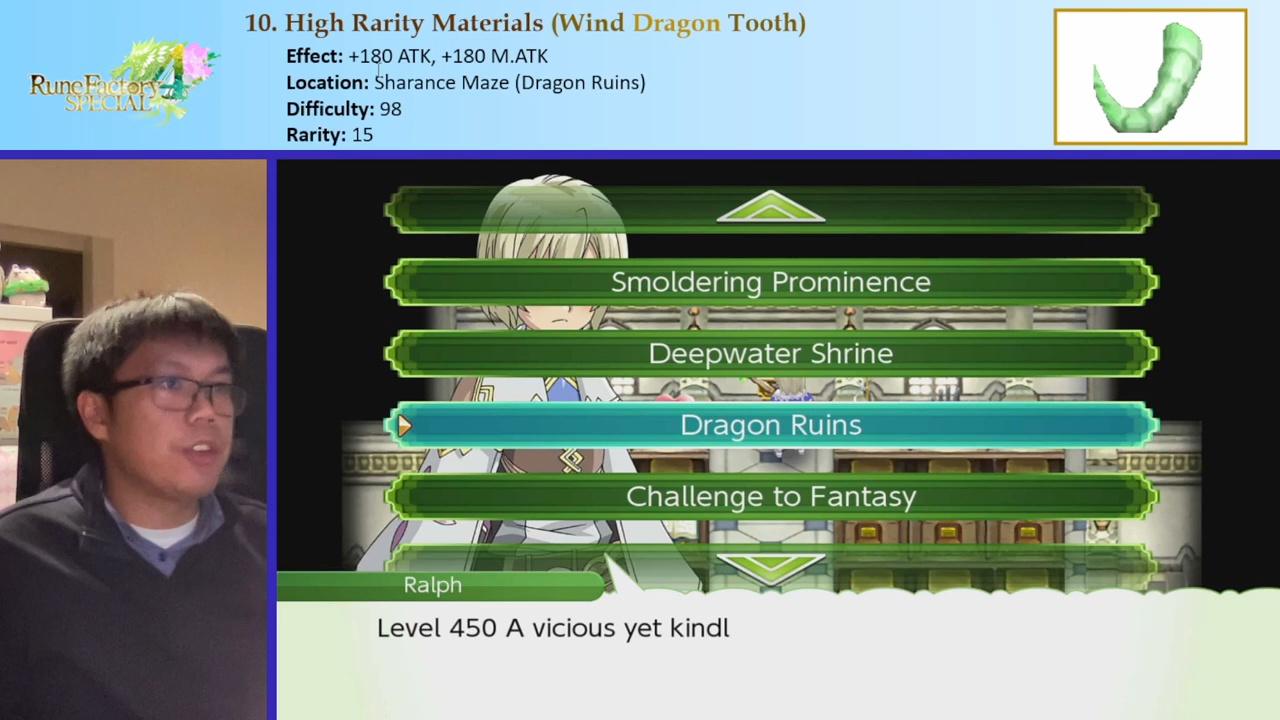 10. High Rarity Materials (Wind Dragon Tooth)
Effect: +180 ATK, +180 M.ATK
Location: Sharance Maze (Dragon Ruins)
Difficulty: 98
Rarity: 15
Rune Factory 4
SPECIAL
Smoldering Prominence
Deepwater Shrine
Dragon Ruins
Challenge to Fantasy
Ralph
Level 450 A vicious yet kindl